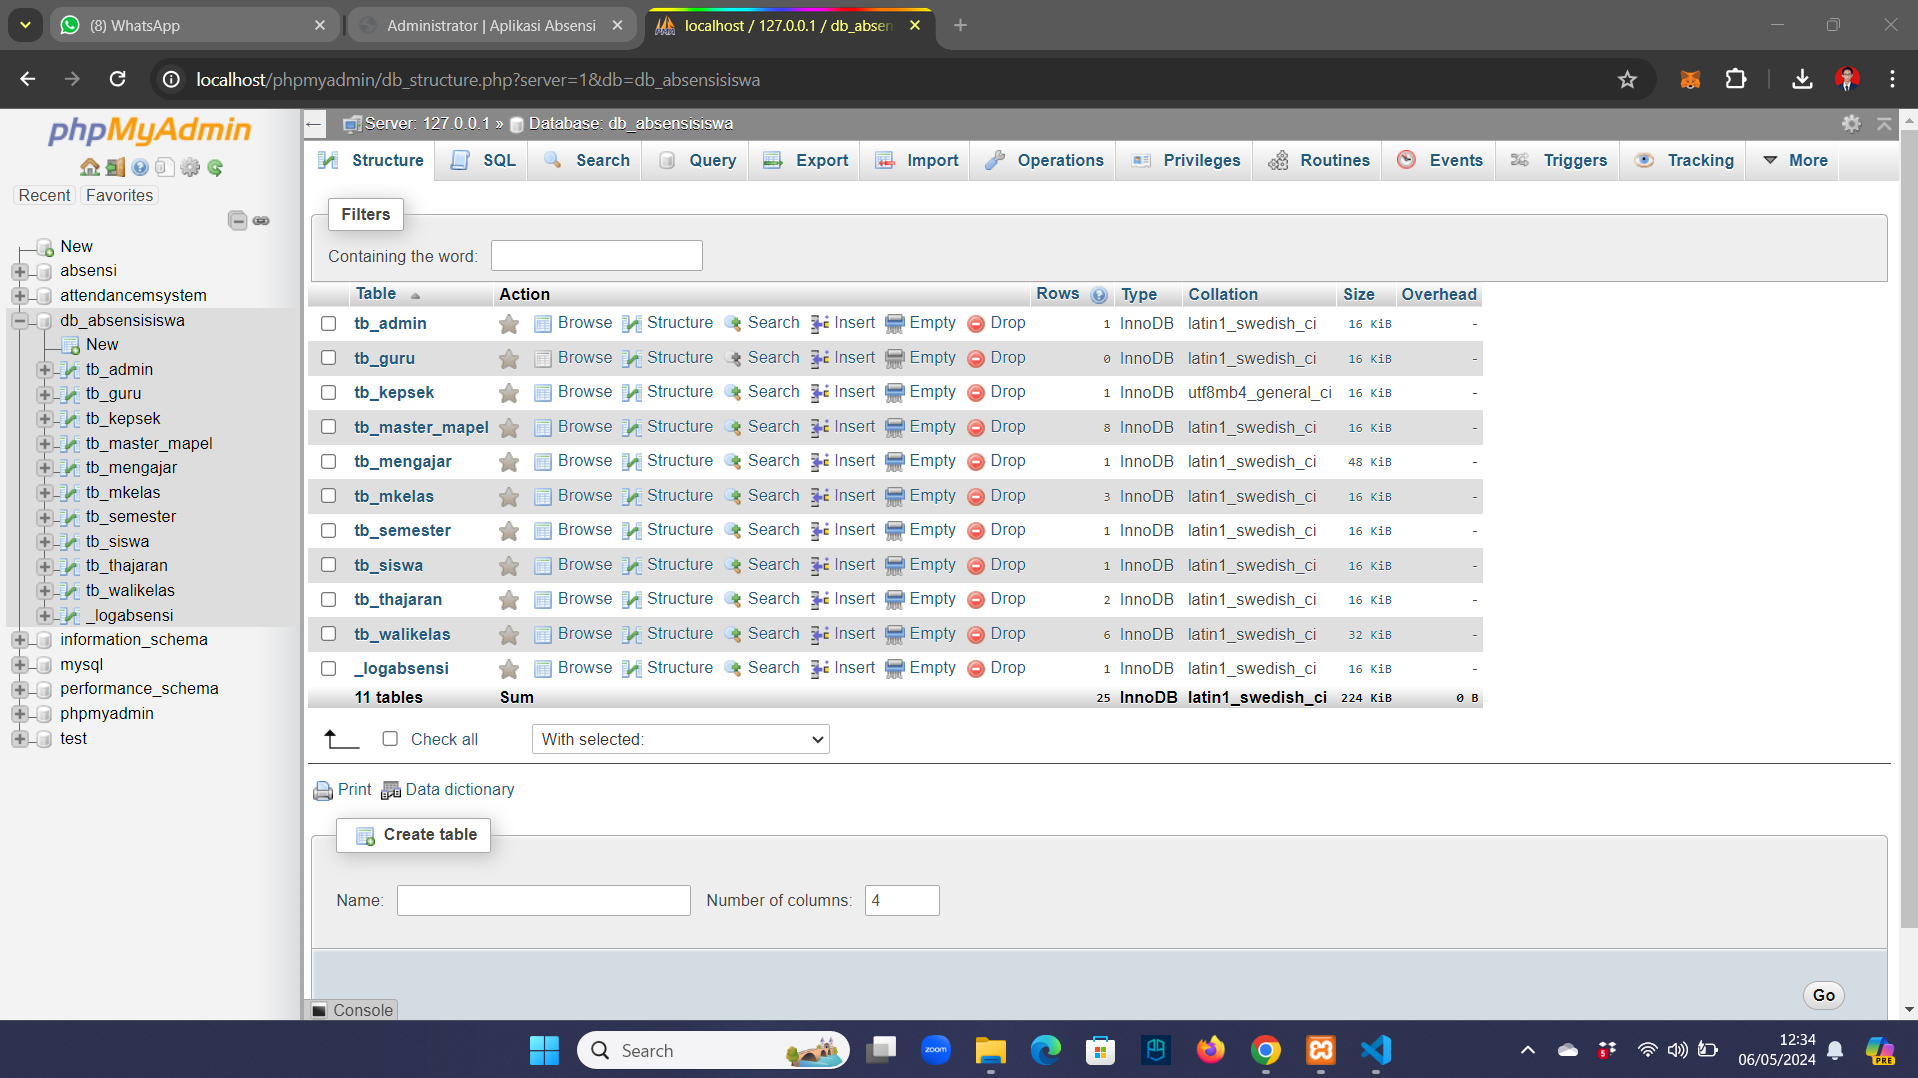 (8) WhatsApp
Administrator | Aplikasi Absensi
localhost / 127.0.0.1 / db_absen
localhost/phpmyadmin/db_structure.php?server=1&db=db_absensisiswa
phpMyAdmin
Recent Favorites
New
absensi
attendancemsystem
db_absensisiswa
New
tb_admin
tb_guru
tb_kepsek
tb_master_mapel
tb_mengajar
tb_mkelas
tb_semester
tb_siswa
tb_thajaran
tb_walikelas
_logabsensi
information_schema
mysql
performance_schema
phpmyadmin
test
Server: 127.0.0.1 » Database: db_absensisiswa
Structure SQL Search Query Export Import Operations Privileges Routines Events Triggers Tracking More
Filters
Containing the word:
Table Action Rows Type Collation Size Overhead
tb_admin Browse Structure Search Insert Empty Drop 1 InnoDB latin1_swedish_ci 16 KiB -
tb_guru Browse Structure Search Insert Empty Drop 0 InnoDB latin1_swedish_ci 16 KiB -
tb_kepsek Browse Structure Search Insert Empty Drop 1 InnoDB utf8mb4_general_ci 16 KiB -
tb_master_mapel Browse Structure Search Insert Empty Drop 8 InnoDB latin1_swedish_ci 16 KiB -
tb_mengajar Browse Structure Search Insert Empty Drop 1 InnoDB latin1_swedish_ci 48 KiB -
tb_mkelas Browse Structure Search Insert Empty Drop 3 InnoDB latin1_swedish_ci 16 KiB -
tb_semester Browse Structure Search Insert Empty Drop 1 InnoDB latin1_swedish_ci 16 KiB -
tb_siswa Browse Structure Search Insert Empty Drop 1 InnoDB latin1_swedish_ci 16 KiB -
tb_thajaran Browse Structure Search Insert Empty Drop 2 InnoDB latin1_swedish_ci 16 KiB -
tb_walikelas Browse Structure Search Insert Empty Drop 6 InnoDB latin1_swedish_ci 32 KiB -
_logabsensi Browse Structure Search Insert Empty Drop 1 InnoDB latin1_swedish_ci 16 KiB -
11 tables Sum 25 InnoDB latin1_swedish_ci 224 KiB 0 B
Check all With selected:
Print Data dictionary
Create table
Name: Number of columns: 4
Go
Console
Search
zoom
5
12:34
06/05/2024
PRE